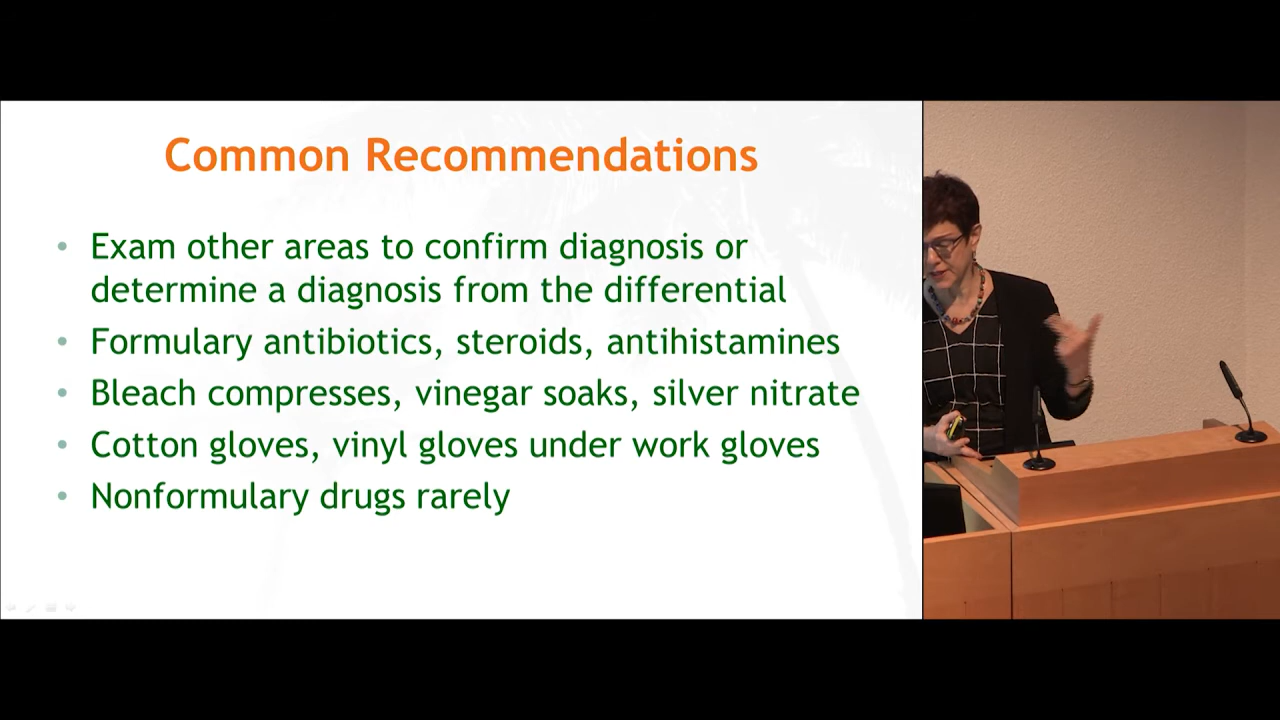 Common Recommendations
• Exam other areas to confirm diagnosis or
determine a diagnosis from the differential
• Formulary antibiotics, steroids, antihistamines
• Bleach compresses, vinegar soaks, silver nitrate
• Cotton gloves, vinyl gloves under work gloves
• Nonformulary drugs rarely